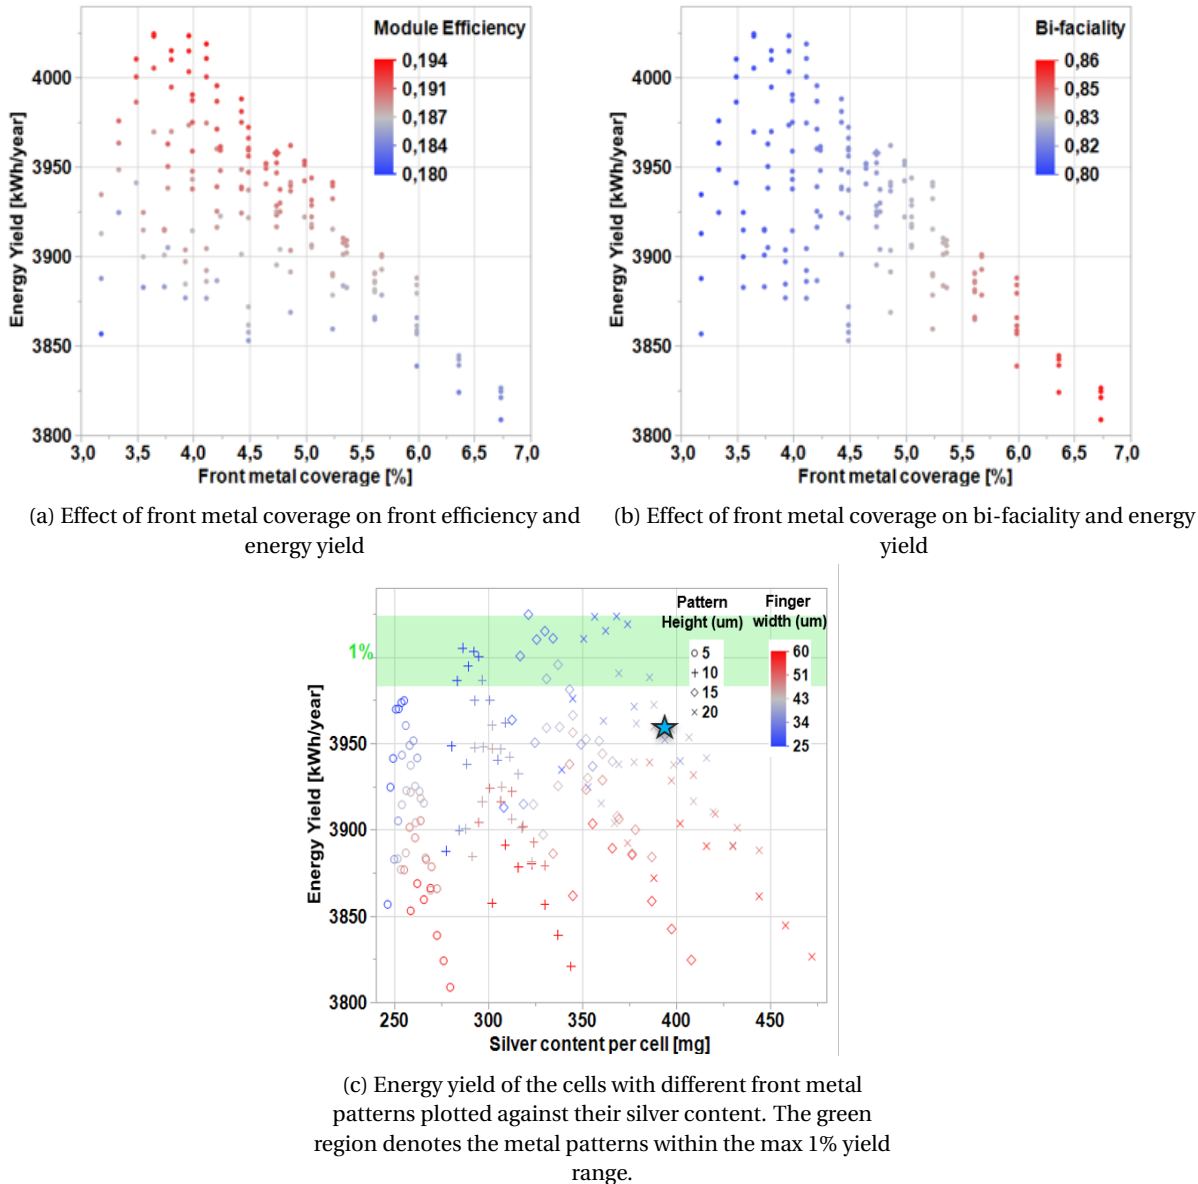 Module Efficiency
0,194
0,191
0,187
0,184
0,180
4000
3950
3900
3850
3800
Energy Yield [kWh/year]
3,0 3,5 4,0 4,5 5,0 5,5 6,0 6,5 7,0
Front metal coverage [%]
Bi-faciality
0,86
0,85
0,83
0,82
0,80
4000
3950
3900
3850
3800
Energy Yield [kWh/year]
3,0 3,5 4,0 4,5 5,0 5,5 6,0 6,5 7,0
Front metal coverage [%]
(a) Effect of front metal coverage on front efficiency and
energy yield
(b) Effect of front metal coverage on bi-faciality and energy
yield
Pattern
Height (um)
5
10
15
20
Finger
width (um)
60
51
43
34
25
1%
3950
3900
3850
3800
Energy Yield [kWh/year]
250 300 350 400 450
Silver content per cell [mg]
(c) Energy yield of the cells with different front metal
patterns plotted against their silver content. The green
region denotes the metal patterns within the max 1% yield
range.